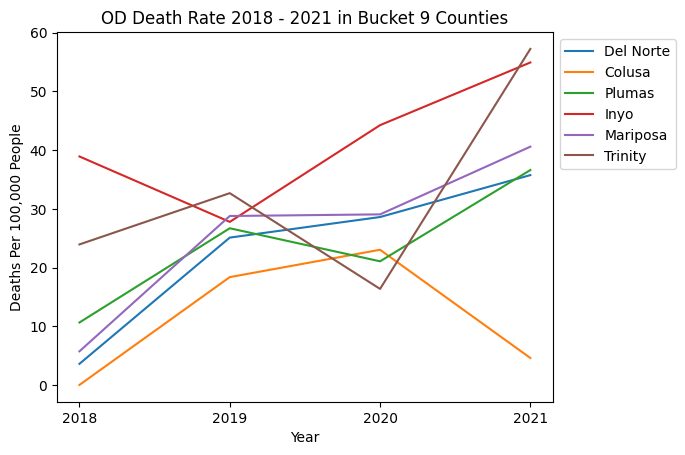 OD Death Rate 2018 - 2021 in Bucket 9 Counties
60
50
40
30
20
10
0
Deaths Per 100,000 People
2018 2019 2020 2021
Year
Del Norte
Colusa
Plumas
Inyo
Mariposa
Trinity